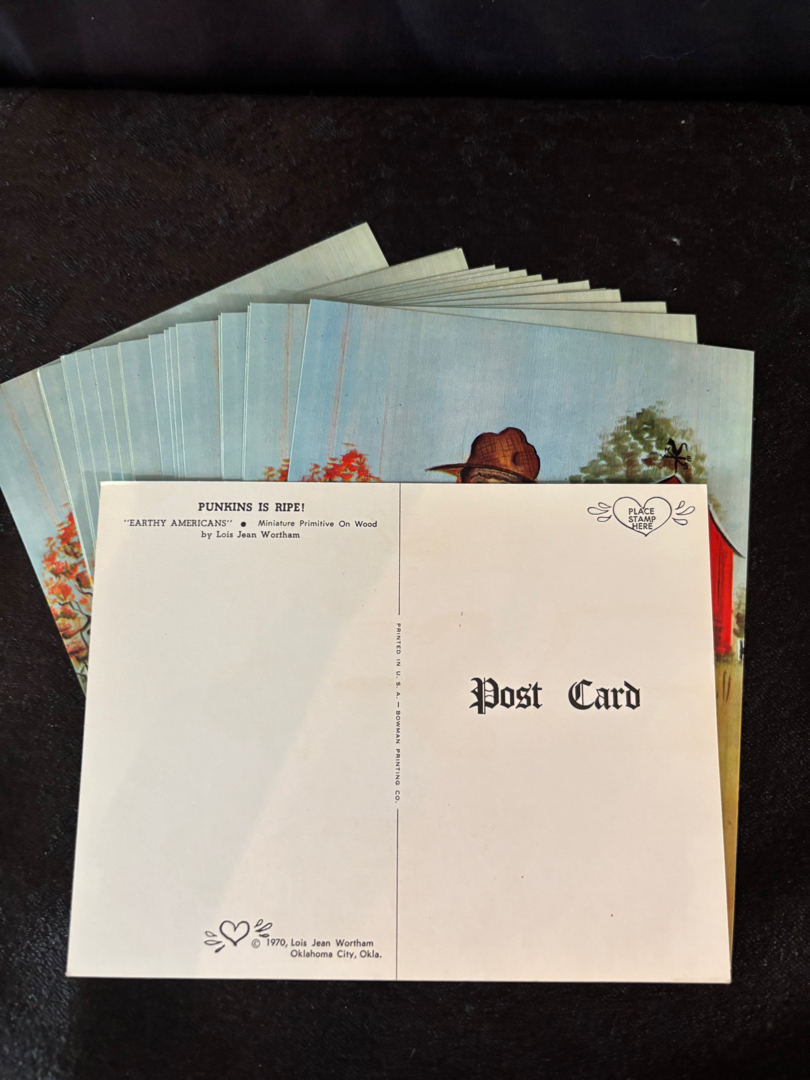 PUNKINS IS RIPE!
"EARTHY AMERICANS" ● Miniature Primitive On Wood
by Lois Jean Wortham
PLACE
STAMP
HERE
PRINTED IN U. S. A. — BOWMAN PRINTING CO.
Post Card
© 1970, Lois Jean Wortham
Oklahoma City, Okla.